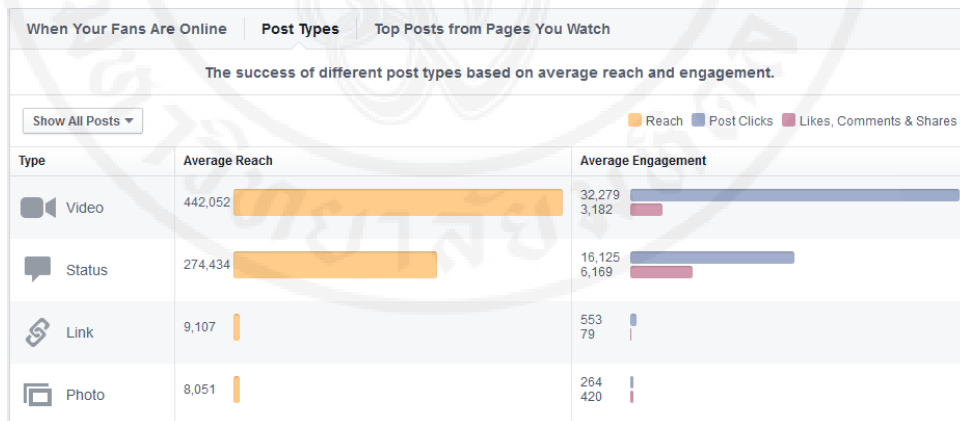 When Your Fans Are Online Post Types Top Posts from Pages You Watch
The success of different post types based on average reach and engagement.
Show All Posts Reach Post Clicks Likes, Comments & Shares
Type Average Reach Average Engagement
Video 442,052 32,279
3,182
Status 274,434 16,125
6,169
Link 9,107 553
79
Photo 8,051 264
420